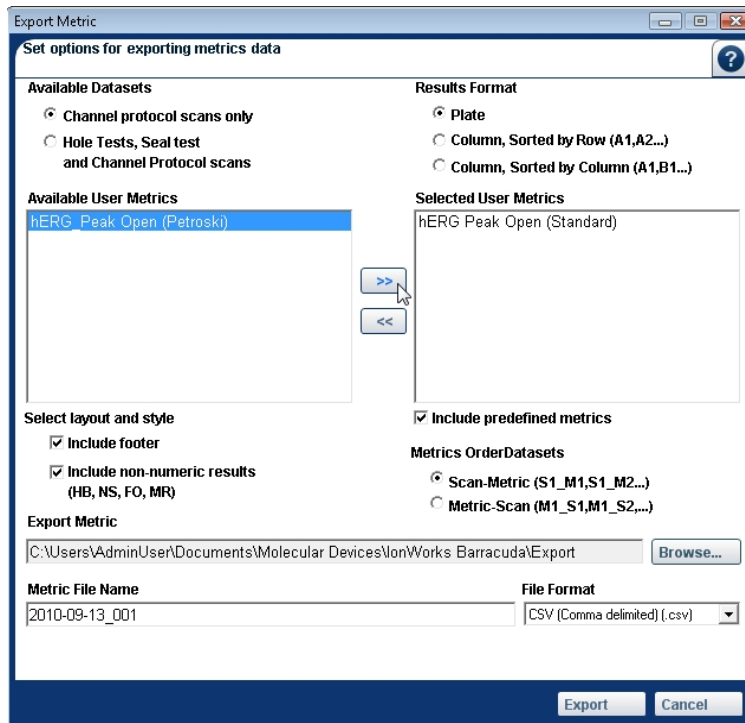 Export Metric
Set options for exporting metrics data
?
Available Datasets
Channel protocol scans only
Hole Tests, Seal test
and Channel Protocol scans
Results Format
Plate
Column, Sorted by Row (A1,A2...)
Column, Sorted by Column (A1,B1...)
Available User Metrics
hERG_Peak Open (Petroski)
>>
<<
Selected User Metrics
hERG Peak Open (Standard)
Select layout and style
Include footer
Include non-numeric results
(HB, NS, FO, MR)
Include predefined metrics
Metrics OrderDatasets
Scan-Metric (S1_M1,S1_M2...)
Metric-Scan (M1_S1,M1_S2,...)
Export Metric
C:\Users\AdminUser\Documents\Molecular Devices\IonWorks Barracuda\Export
Browse...
Metric File Name
2010-09-13_001
File Format
CSV (Comma delimited) (.csv)
Export
Cancel